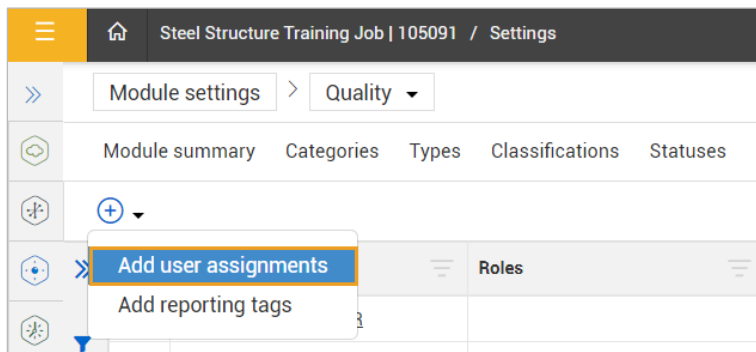 Steel Structure Training Job | 105091 / Settings
Module settings > Quality
Module summary Categories Types Classifications Statuses
Add user assignments
Roles
Add reporting tags